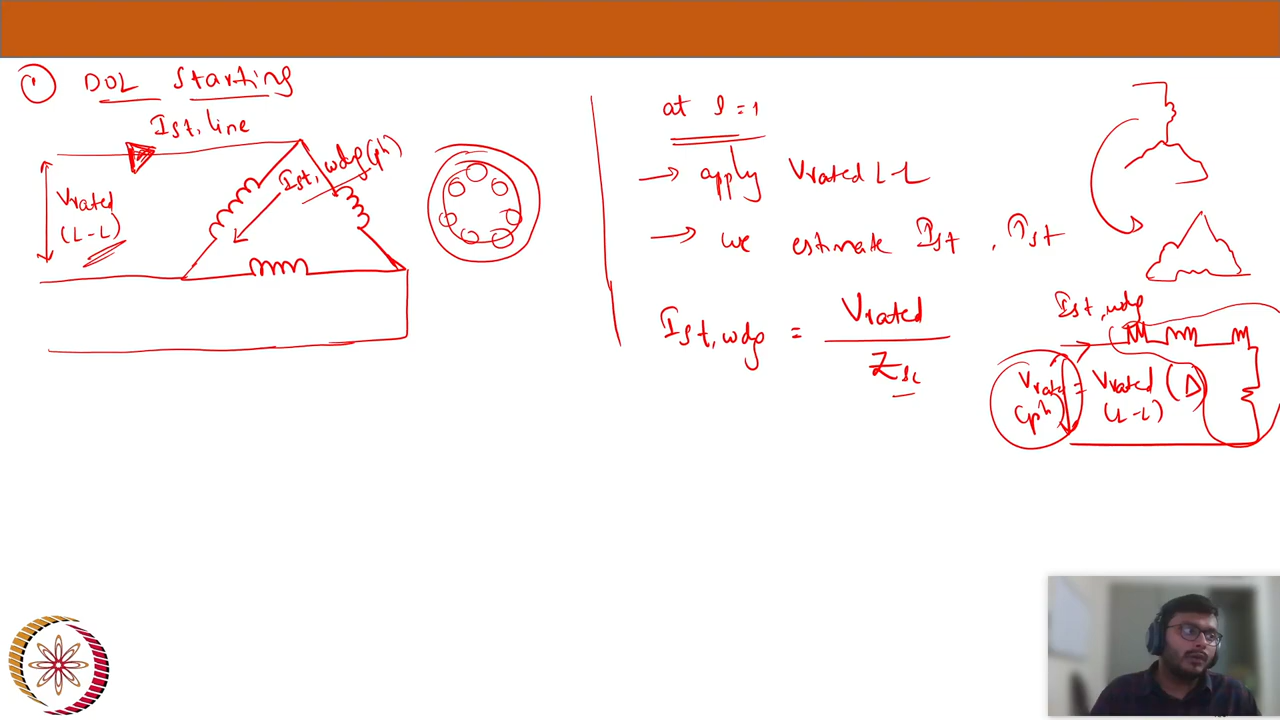 ① DOL Starting
Ist, line
Ist, wdg (ph)
Vrated
(L-L)
at s = 1
→ apply Vrated L-L
→ we estimate Ist, Tst
Ist, wdg = Vrated / Zsc
Ist, wdg
Vrated = Vrated (Δ)
(ph) (L-L)